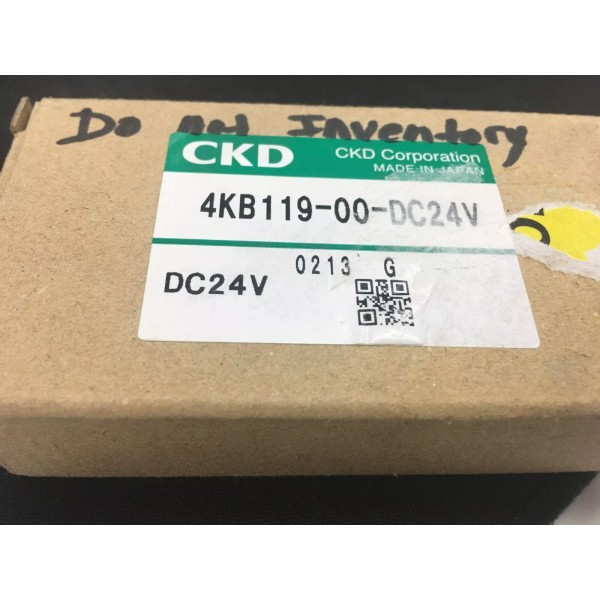 Do not Inventory
CKD
CKD Corporation
MADE IN JAPAN
4KB119-00-DC24V
0213 G
DC24V